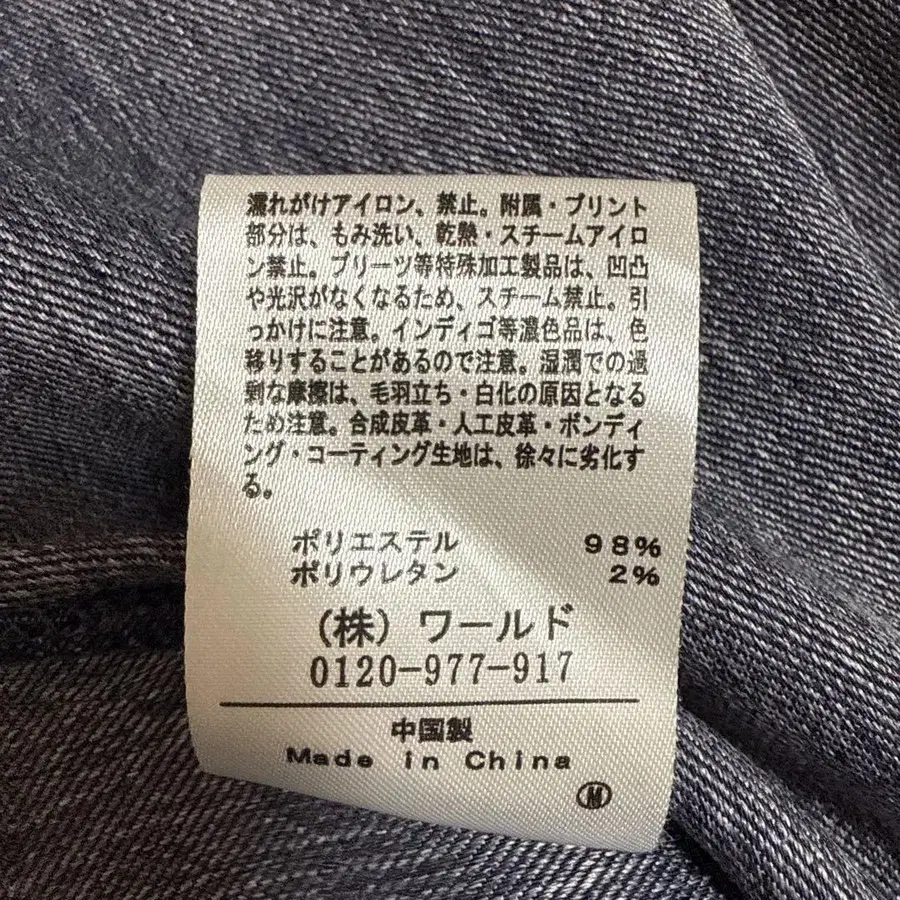 濡れがけアイロン、禁止。附属・プリント
部分は、もみ洗い、乾熱・スチームアイロ
ン禁止。プリーツ等特殊加工製品は、凹凸
や光沢がなくなるため、スチーム禁止。引
っかけに注意。インディゴ等濃色品は、色
移りすることがあるので注意。湿潤での過
剰な摩擦は、毛羽立ち・白化の原因となる
ため注意。合成皮革・人工皮革・ボンディ
ング・コーティング生地は、徐々に劣化す
る。
ポリエステル 98%
ポリウレタン 2%
(株) ワールド
0120-977-917
中国製
Made in China
M